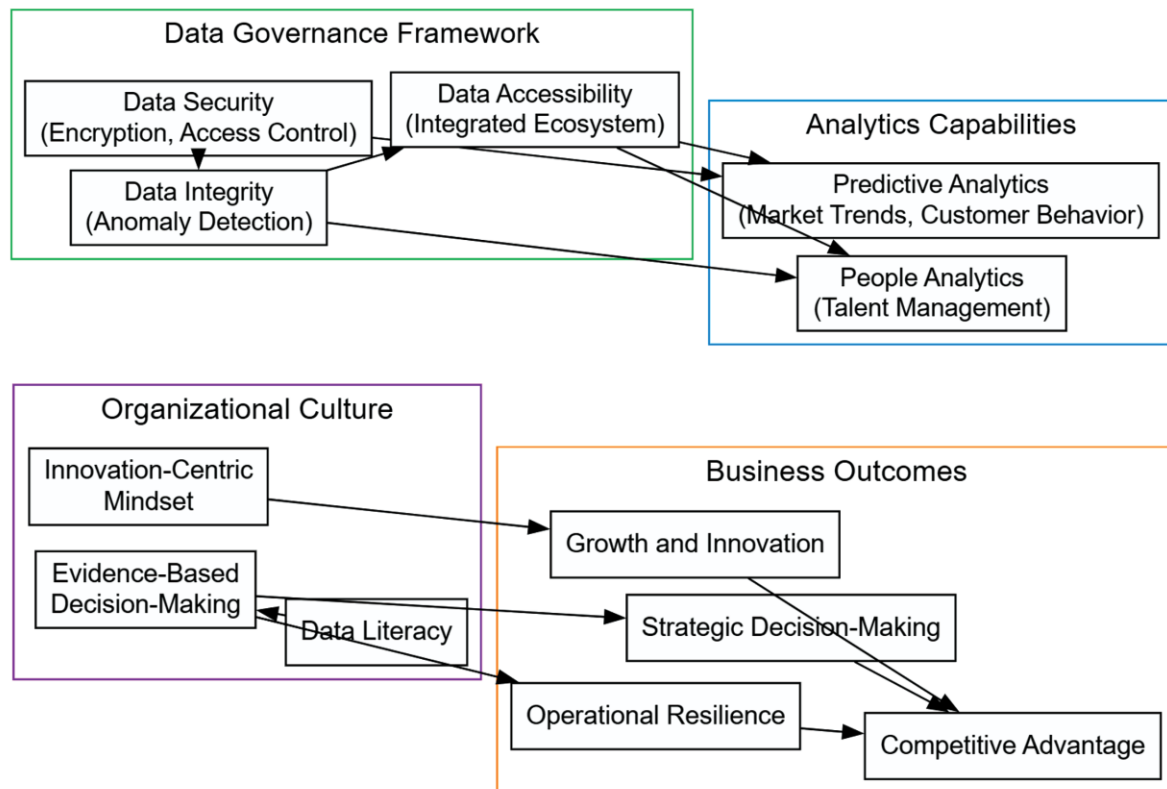 Data Governance Framework
Data Security
(Encryption, Access Control)
Data Accessibility
(Integrated Ecosystem)
Data Integrity
(Anomaly Detection)
Analytics Capabilities
Predictive Analytics
(Market Trends, Customer Behavior)
People Analytics
(Talent Management)
Organizational Culture
Innovation-Centric
Mindset
Evidence-Based
Decision-Making
Data Literacy
Business Outcomes
Growth and Innovation
Strategic Decision-Making
Operational Resilience
Competitive Advantage